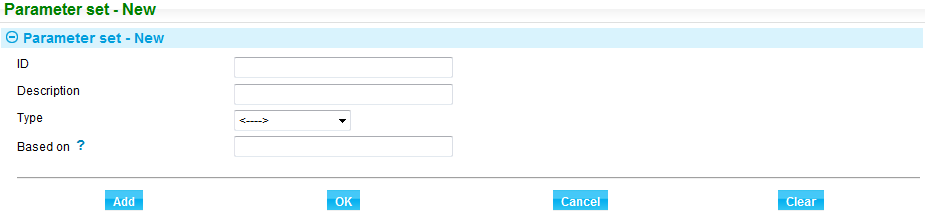 Parameter set - New
Parameter set - New
ID
Description
Type
<---->
Based on ?
Add
OK
Cancel
Clear